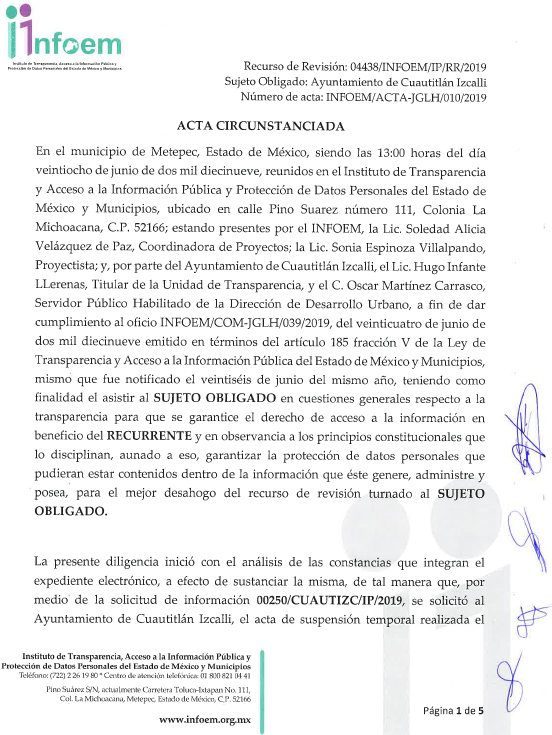 infoem
Instituto de Transparencia, Acceso a la Información Pública y
Protección de Datos Personales del Estado de México y Municipios
Recurso de Revisión: 04438/INFOEM/IP/RR/2019
Sujeto Obligado: Ayuntamiento de Cuautitlán Izcalli
Número de acta: INFOEM/ACTA-JGLH/010/2019
ACTA CIRCUNSTANCIADA
En el municipio de Metepec, Estado de México, siendo las 13:00 horas del día
veintiocho de junio de dos mil diecinueve, reunidos en el Instituto de Transparencia
y Acceso a la Información Pública y Protección de Datos Personales del Estado de
México y Municipios, ubicado en calle Pino Suarez número 111, Colonia La
Michoacana, C.P. 52166; estando presentes por el INFOEM, la Lic. Soledad Alicia
Velázquez de Paz, Coordinadora de Proyectos; la Lic. Sonia Espinoza Villalpando,
Proyectista; y, por parte del Ayuntamiento de Cuautitlán Izcalli, el Lic. Hugo Infante
LLerenas, Titular de la Unidad de Transparencia, y el C. Oscar Martínez Carrasco,
Servidor Público Habilitado de la Dirección de Desarrollo Urbano, a fin de dar
cumplimiento al oficio INFOEM/COM-JGLH/039/2019, del veinticuatro de junio de
dos mil diecinueve emitido en términos del artículo 185 fracción V de la Ley de
Transparencia y Acceso a la Información Pública del Estado de México y Municipios,
mismo que fue notificado el veintiséis de junio del mismo año, teniendo como
finalidad el asistir al SUJETO OBLIGADO en cuestiones generales respecto a la
transparencia para que se garantice el derecho de acceso a la información en
beneficio del RECURRENTE y en observancia a los principios constitucionales que
lo disciplinan, aunado a eso, garantizar la protección de datos personales que
pudieran estar contenidos dentro de la información que éste genere, administre y
posea, para el mejor desahogo del recurso de revisión turnado al SUJETO
OBLIGADO.
La presente diligencia inició con el análisis de las constancias que integran el
expediente electrónico, a efecto de sustanciar la misma, de tal manera que, por
medio de la solicitud de información 00250/CUAUTIZC/IP/2019, se solicitó al
Ayuntamiento de Cuautitlán Izcalli, el acta de suspensión temporal realizada el
Instituto de Transparencia, Acceso a la Información Pública y
Protección de Datos Personales del Estado de México y Municipios
Teléfono: (722) 2 26 19 80 * Centro de atención telefónica: 01 800 821 04 41
Pino Suárez S/N, actualmente Carretera Toluca-Ixtapan No. 111,
Col. La Michoacana, Metepec, Estado de México, C.P 52166
www.infoem.org.mx
Página 1 de 5